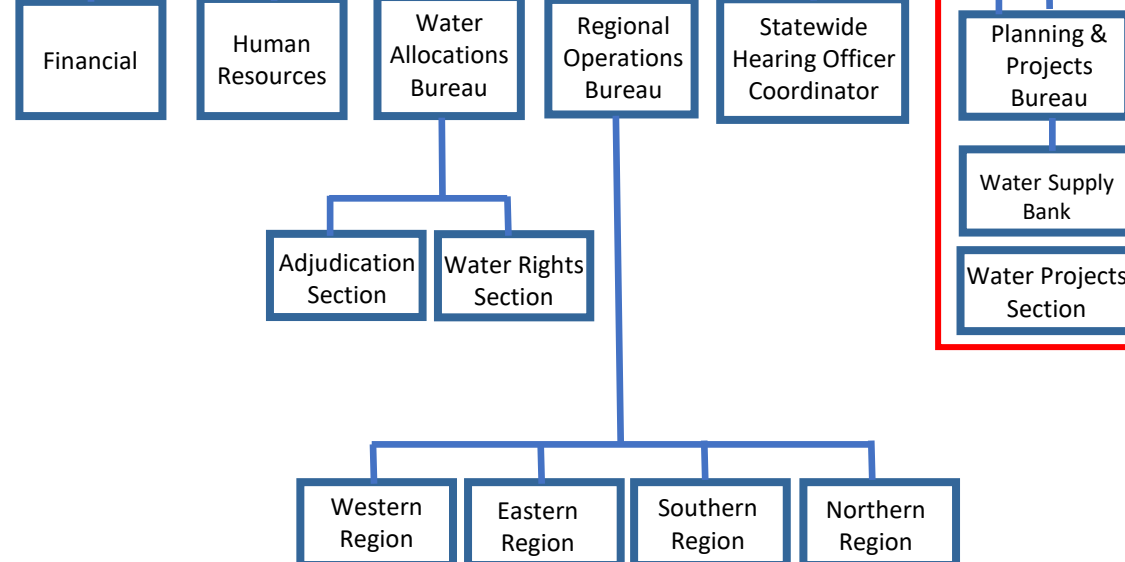 Financial
Human
Resources
Water
Allocations
Bureau
Regional
Operations
Bureau
Statewide
Hearing Officer
Coordinator
Planning &
Projects
Bureau
Water Supply
Bank
Water Projects
Section
Adjudication
Section
Water Rights
Section
Western
Region
Eastern
Region
Southern
Region
Northern
Region